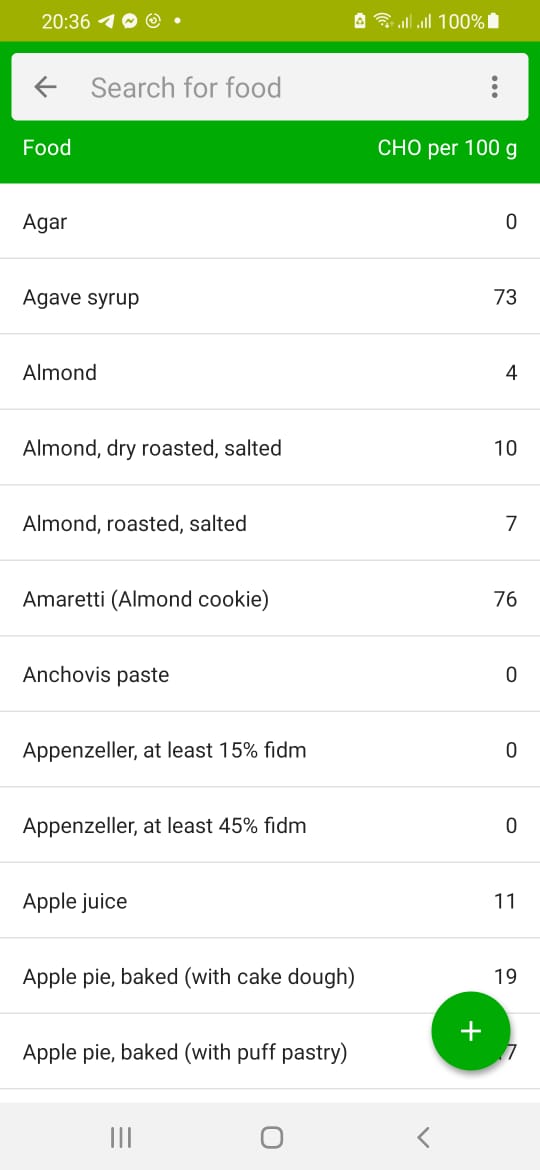 20:36 100%
Search for food
Food CHO per 100 g
Agar 0
Agave syrup 73
Almond 4
Almond, dry roasted, salted 10
Almond, roasted, salted 7
Amaretti (Almond cookie) 76
Anchovis paste 0
Appenzeller, at least 15% fidm 0
Appenzeller, at least 45% fidm 0
Apple juice 11
Apple pie, baked (with cake dough) 19
Apple pie, baked (with puff pastry)